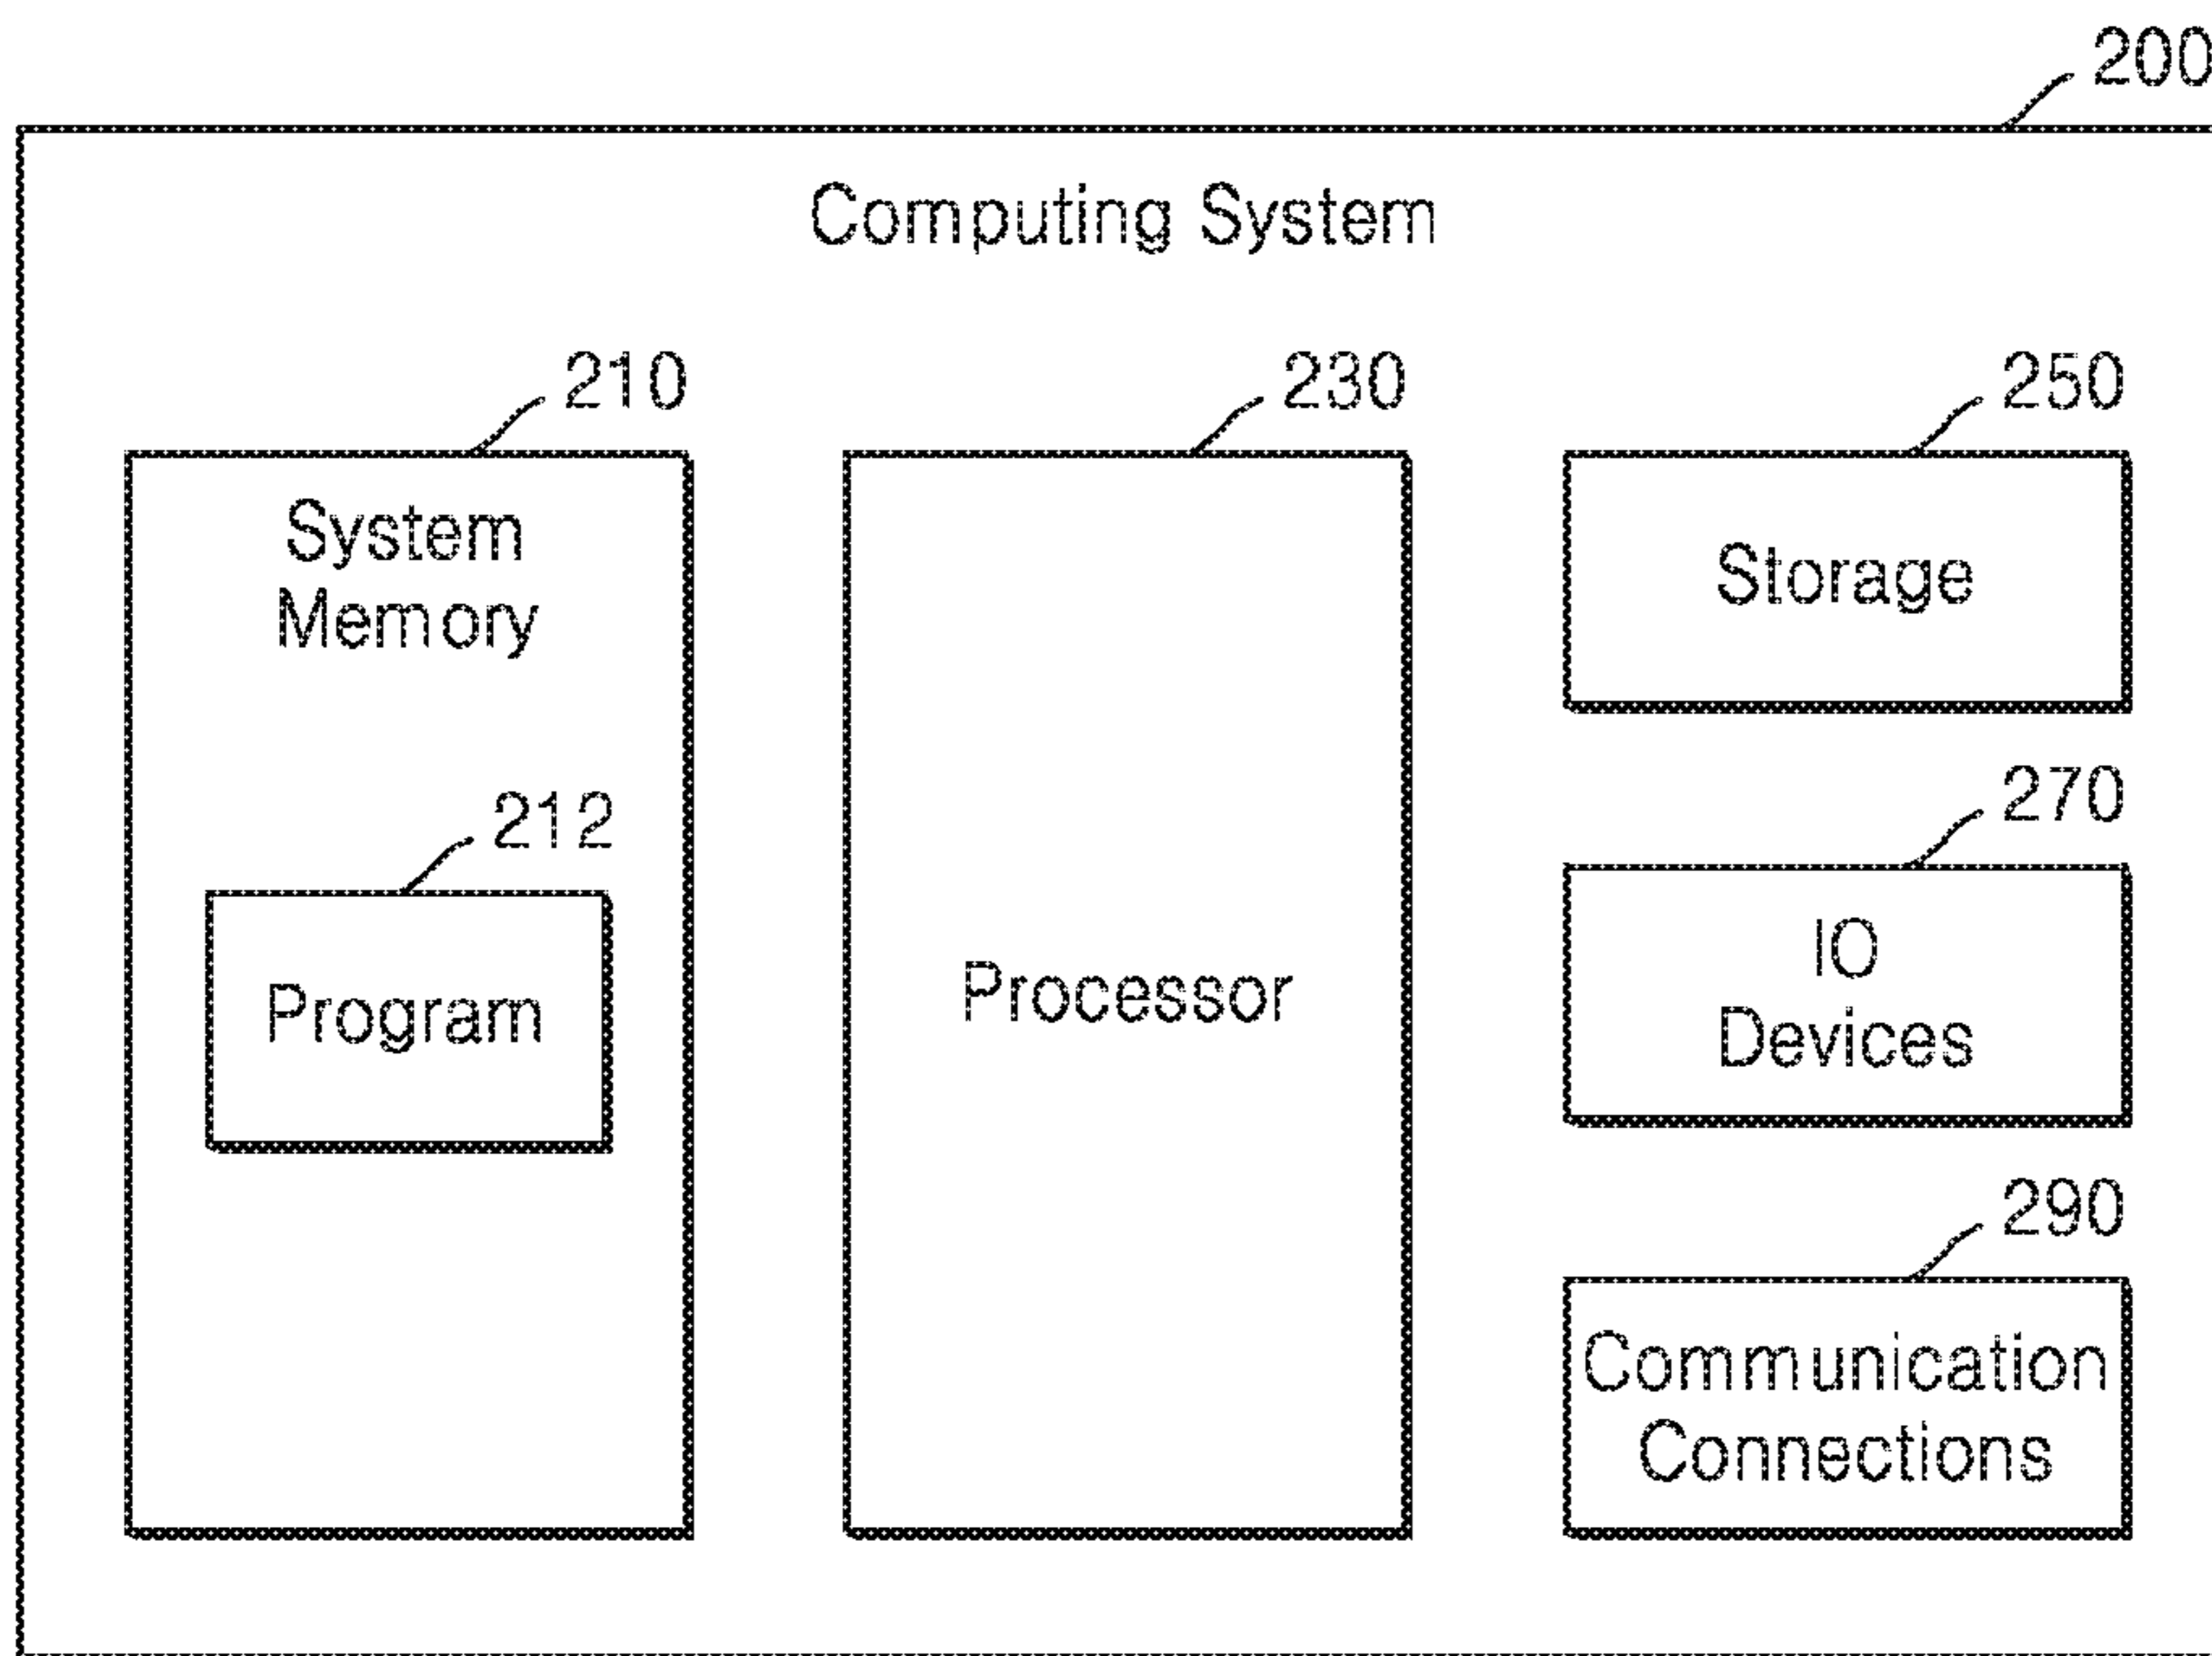 200
Computing System
210
System
Memory
212
Program
230
Processor
250
Storage
270
IO
Devices
290
Communication
Connections